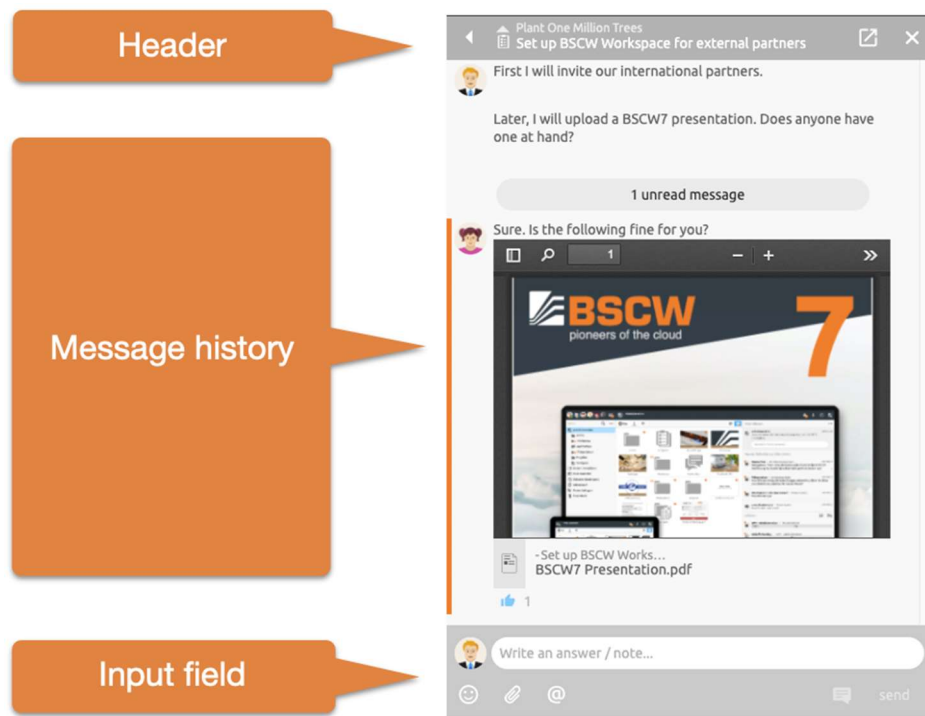 Header
Plant One Million Trees
Set up BSCW Workspace for external partners
First I will invite our international partners.
Later, I will upload a BSCW7 presentation. Does anyone have
one at hand?
1 unread message
Message history
Sure. Is the following fine for you?
1
BSCW 7
pioneers of the cloud
-Set up BSCW Works...
BSCW7 Presentation.pdf
1
Input field
Write an answer / note...
@ send